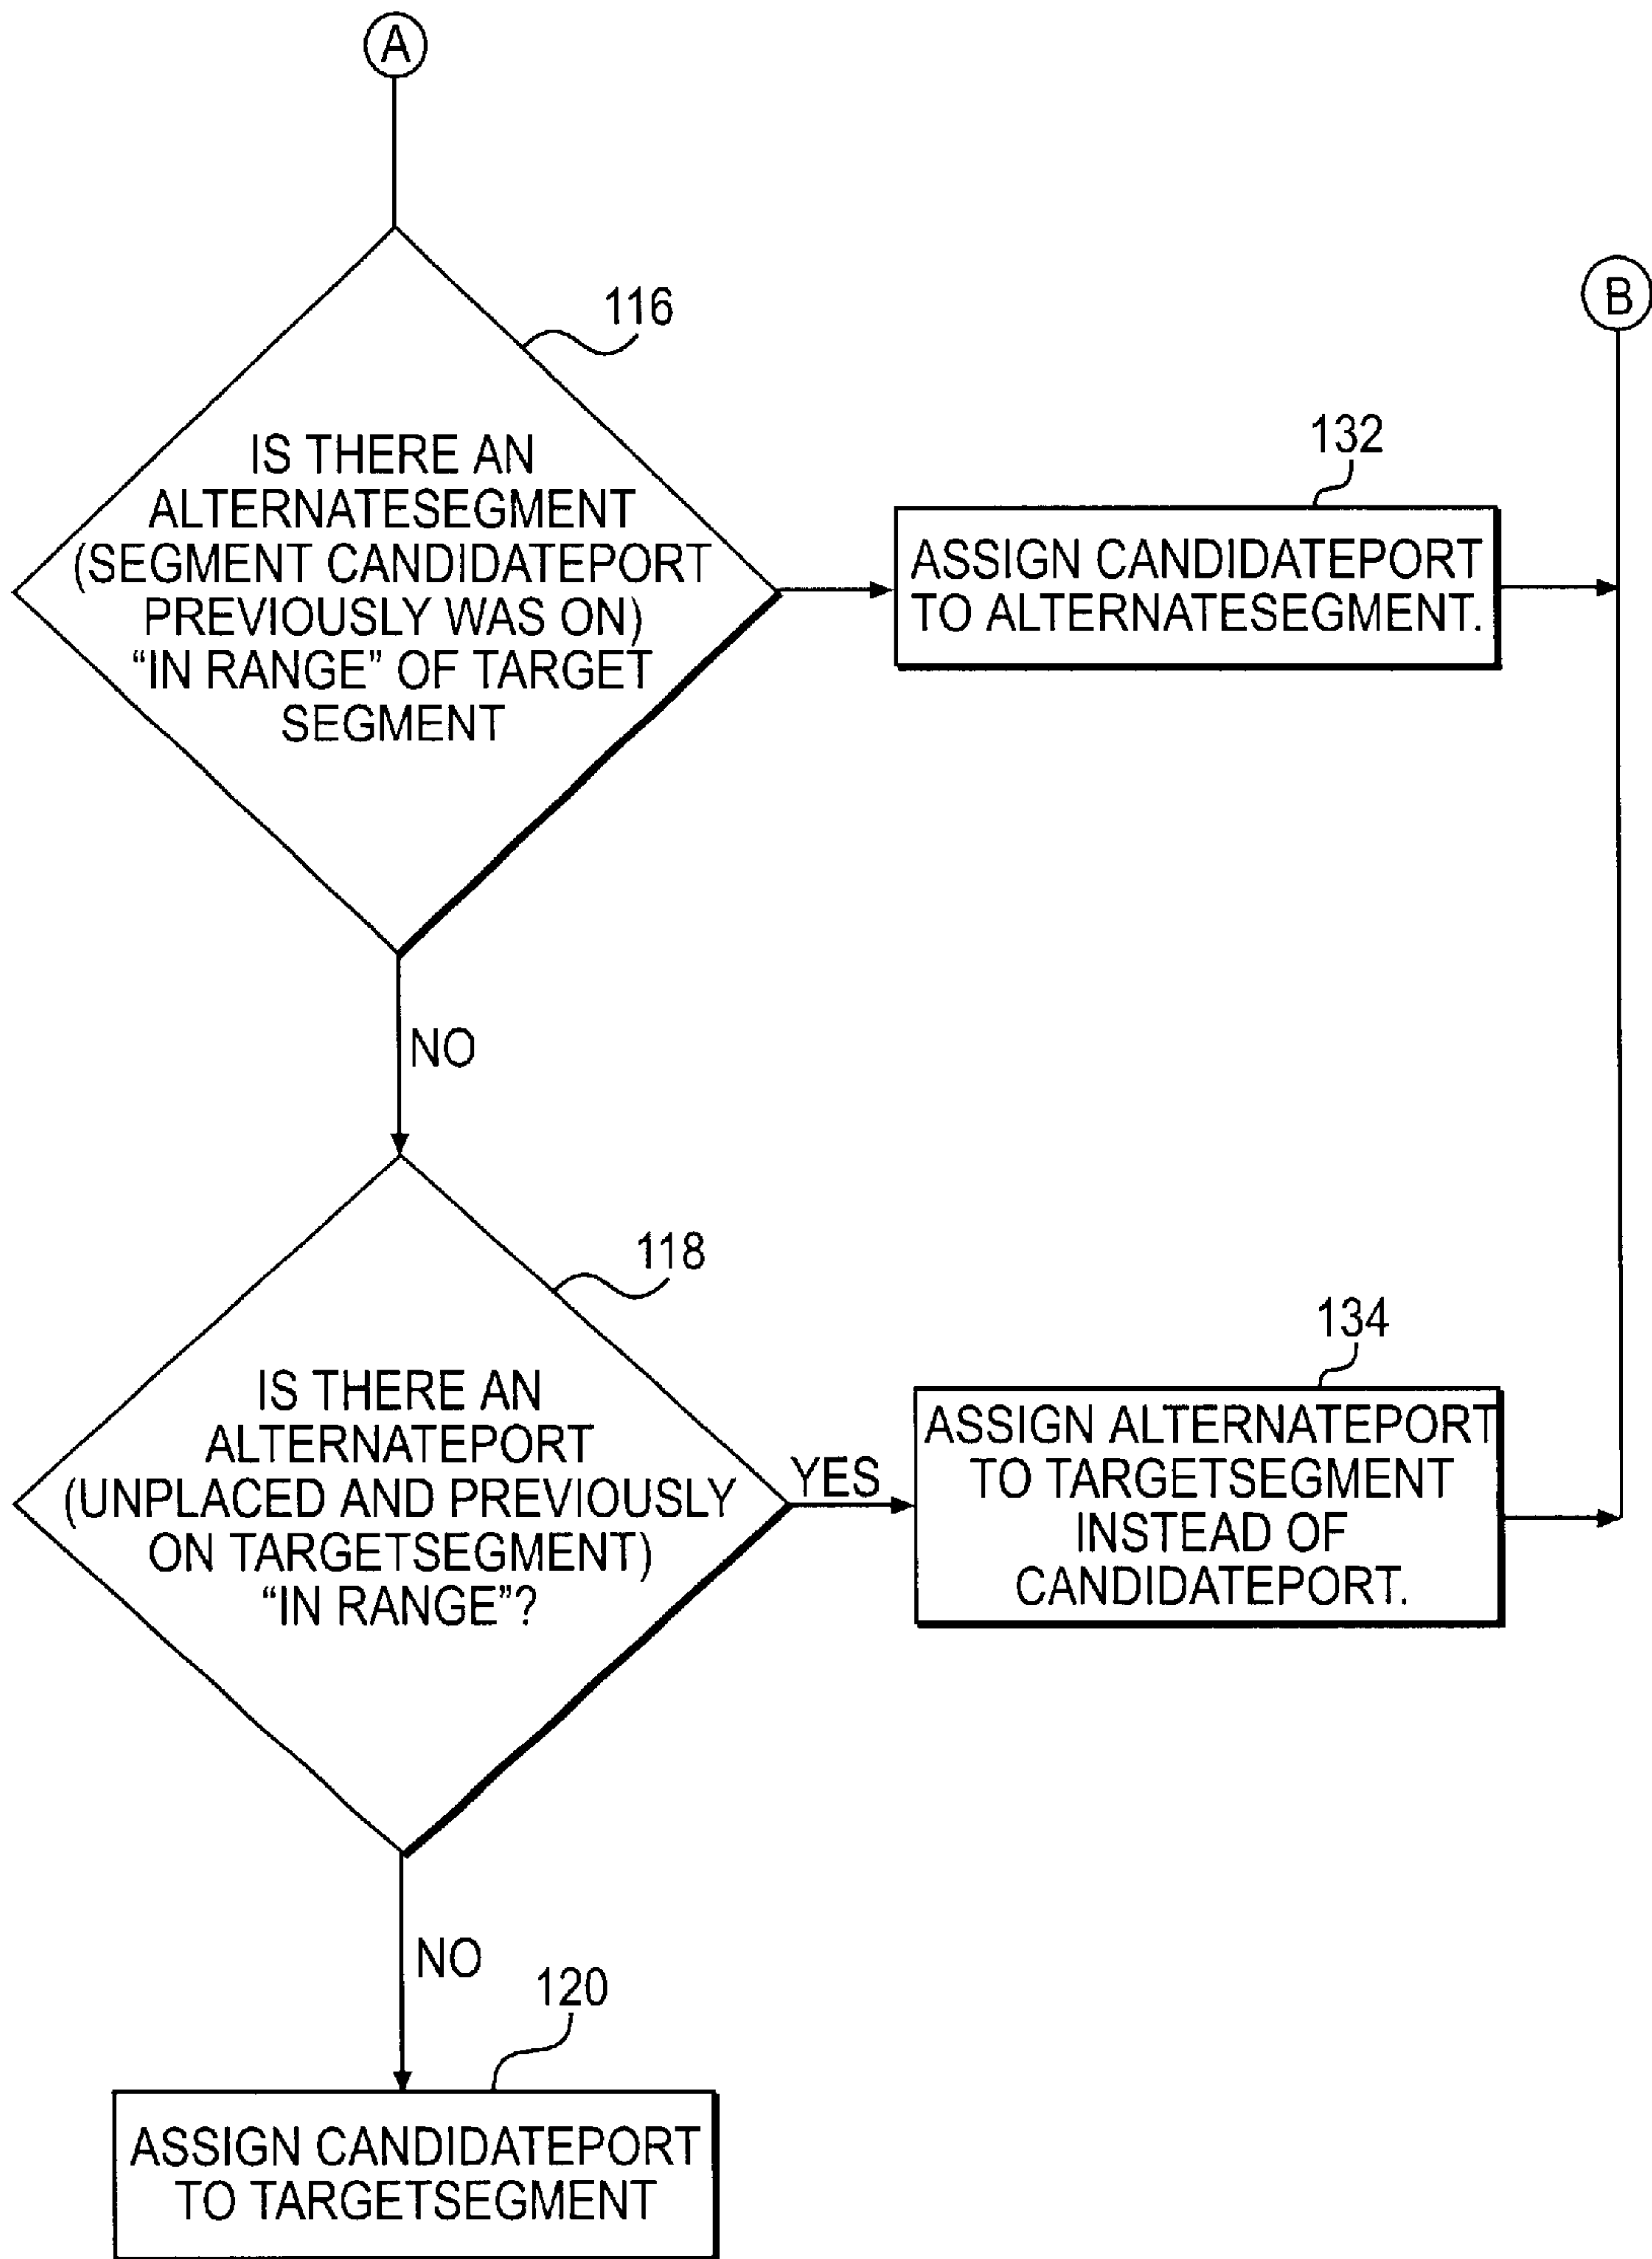 A
116
IS THERE AN
ALTERNATESEGMENT
(SEGMENT CANDIDATEPORT
PREVIOUSLY WAS ON)
“IN RANGE” OF TARGET
SEGMENT
B
132
ASSIGN CANDIDATEPORT
TO ALTERNATESEGMENT.
NO
118
IS THERE AN
ALTERNATEPORT
(UNPLACED AND PREVIOUSLY
ON TARGETSEGMENT)
“IN RANGE”?
YES
134
ASSIGN ALTERNATEPORT
TO TARGETSEGMENT
INSTEAD OF
CANDIDATEPORT.
NO
120
ASSIGN CANDIDATEPORT
TO TARGETSEGMENT